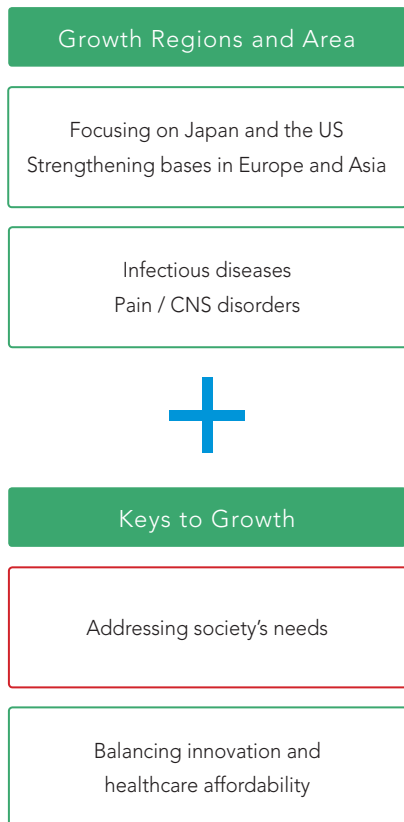 Growth Regions and Area
Focusing on Japan and the US
Strengthening bases in Europe and Asia
Infectious diseases
Pain / CNS disorders
Keys to Growth
Addressing society’s needs
Balancing innovation and
healthcare affordability